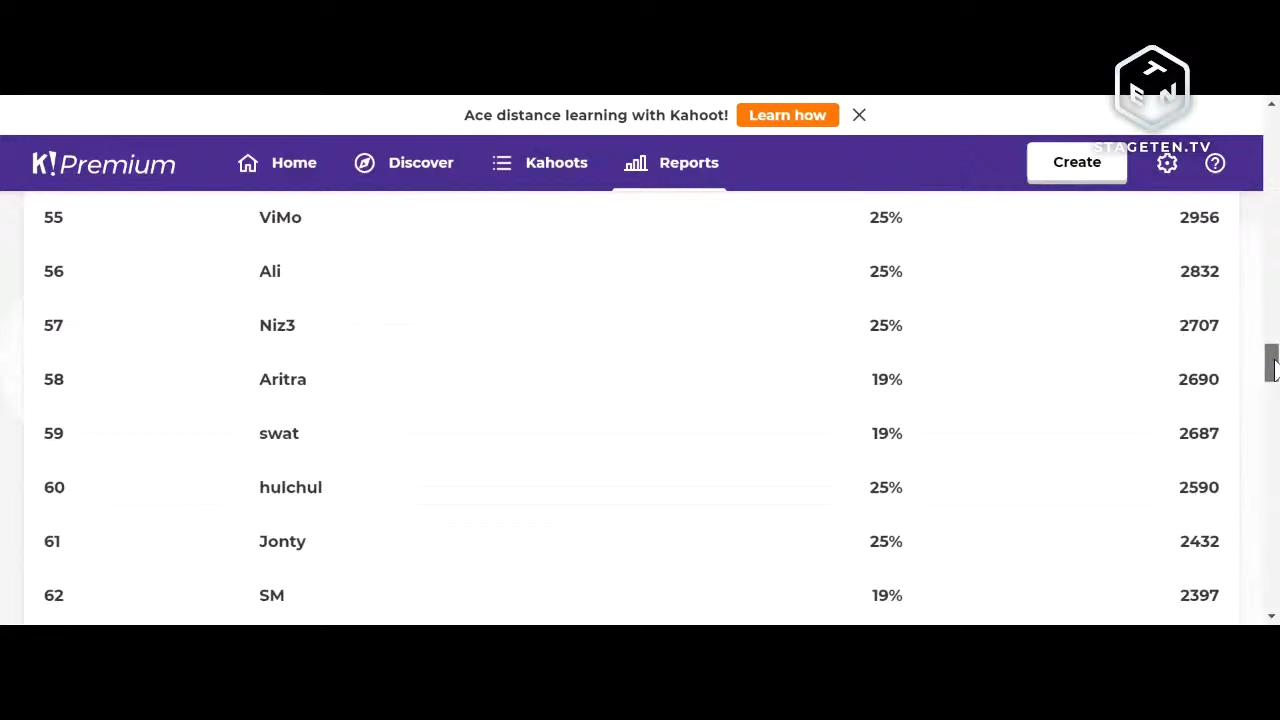 TEN
STAGETEN.TV
Ace distance learning with Kahoot! Learn how
K! Premium Home Discover Kahoots Reports Create
55 ViMo 25% 2956
56 Ali 25% 2832
57 Niz3 25% 2707
58 Aritra 19% 2690
59 swat 19% 2687
60 hulchul 25% 2590
61 Jonty 25% 2432
62 SM 19% 2397